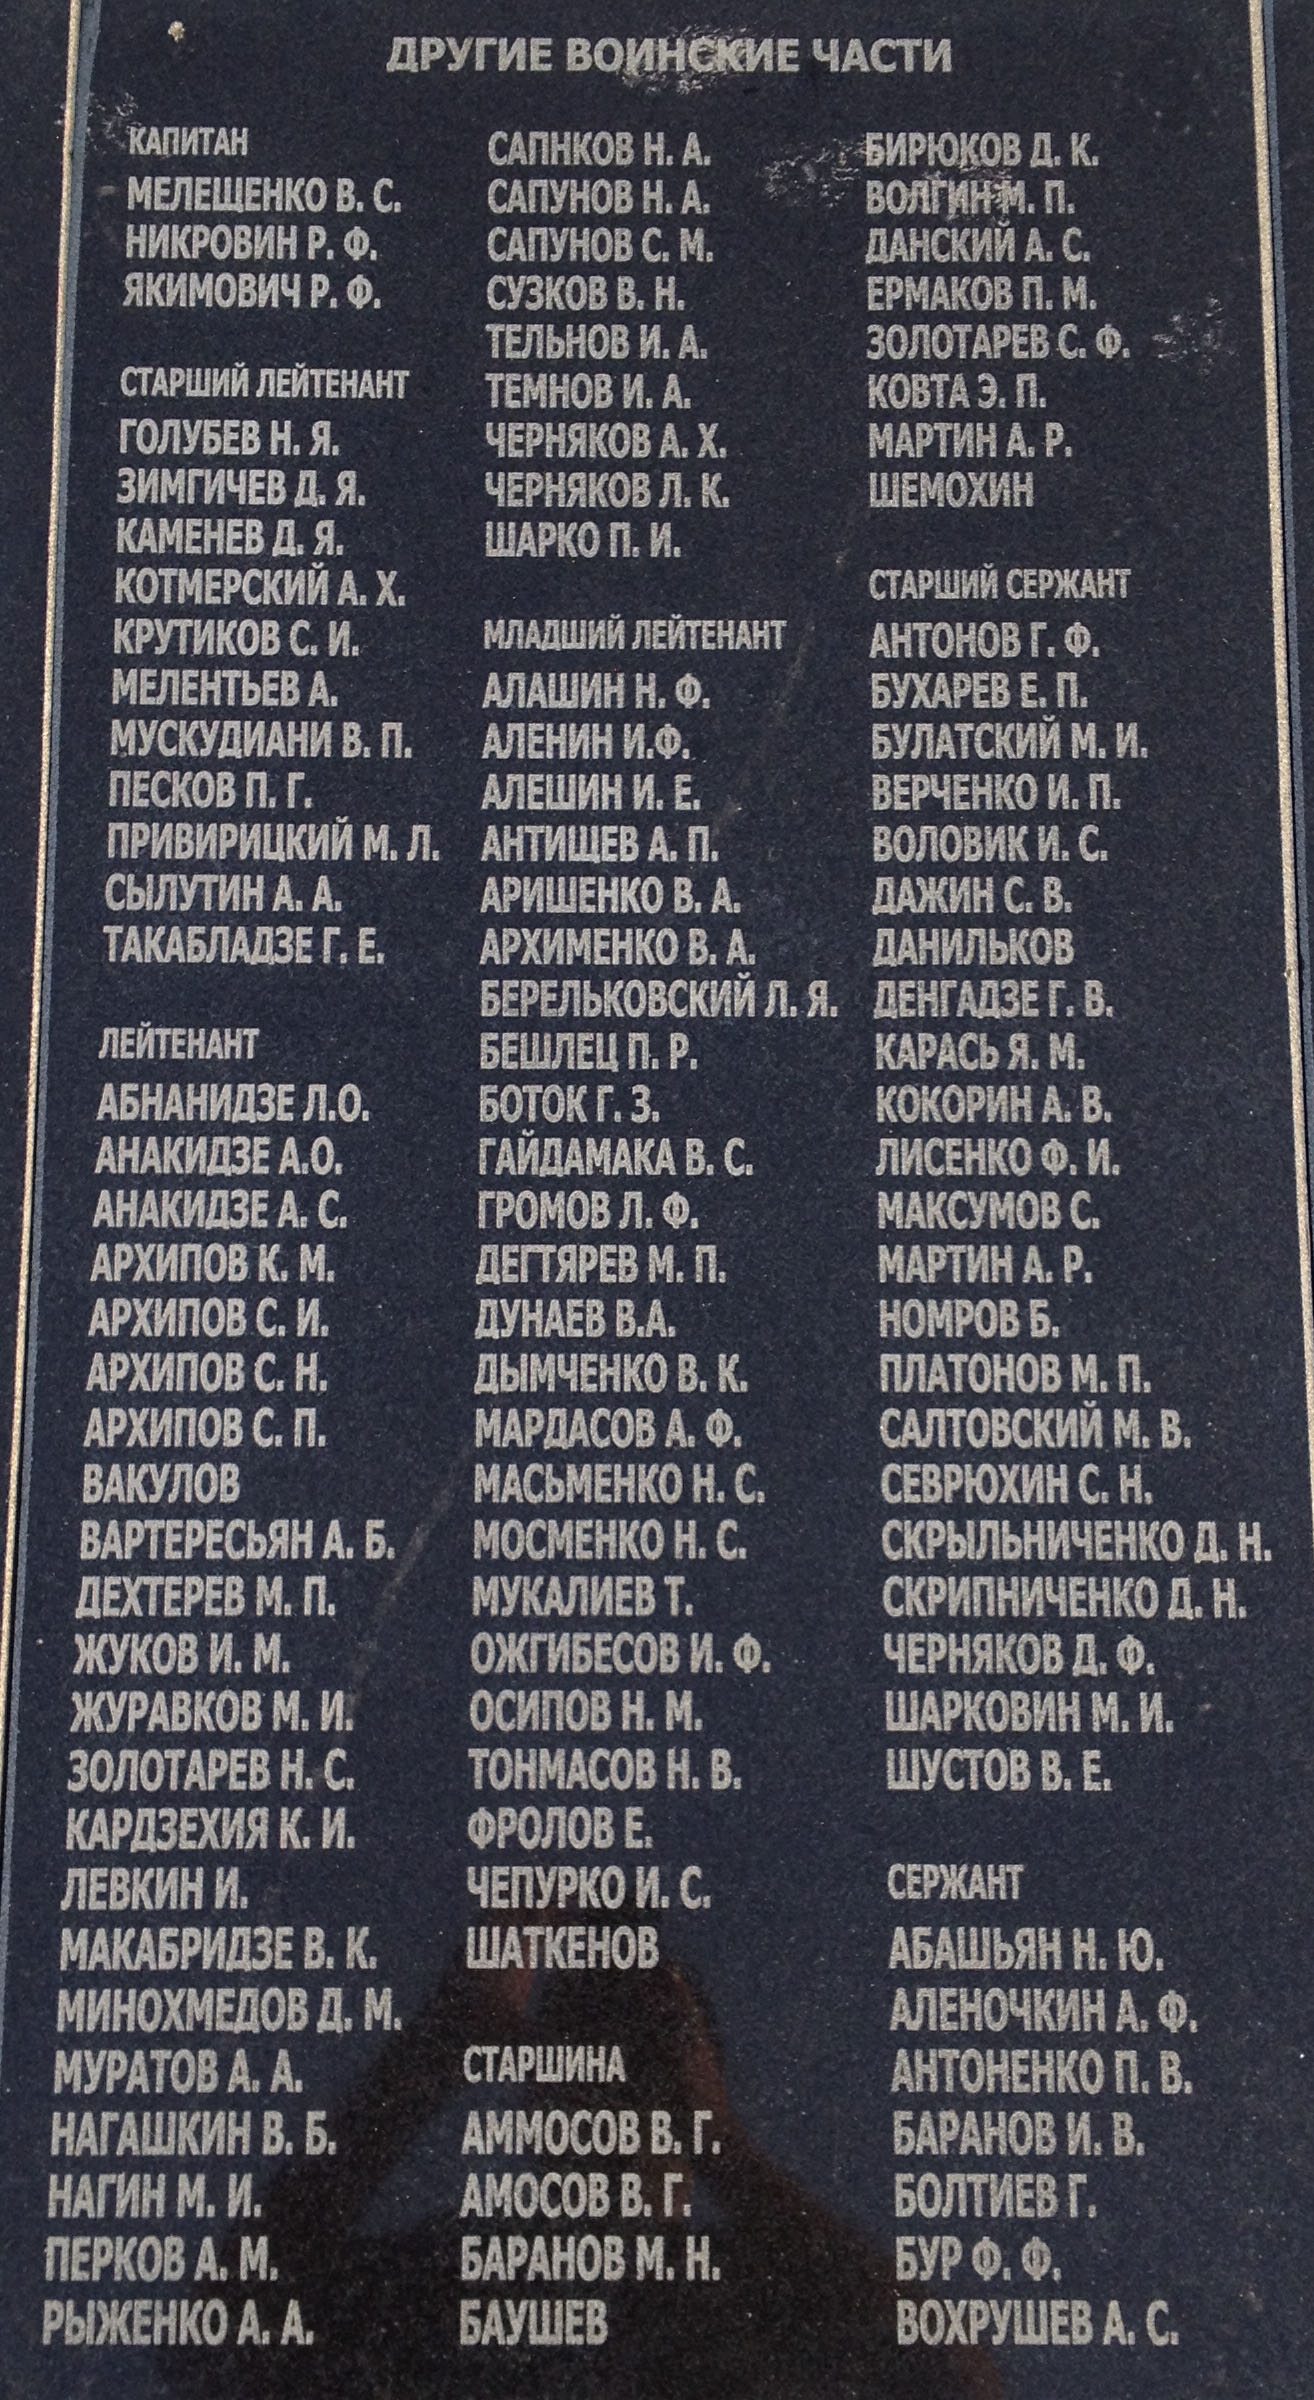 ДРУГИЕ ВОИНСКИЕ ЧАСТИ
КАПИТАН
МЕЛЕЩЕНКО В. С.
НИКРОВИН Р. Ф.
ЯКИМОВИЧ Р. Ф.
СТАРШИЙ ЛЕЙТЕНАНТ
ГОЛУБЕВ Н. Я.
ЗИМГИЧЕВ Д. Я.
КАМЕНЕВ Д. Я.
КОТМЕРСКИЙ А. Х.
КРУТИКОВ С. И.
МЕЛЕНТЬЕВ А.
МУСКУДИАНИ В. П.
ПЕСКОВ П. Г.
ПРИВИРИЦКИЙ М. Л.
СЫЛУТИН А. А.
ТАКАБЛАДЗЕ Г. Е.
ЛЕЙТЕНАНТ
АБНАНИДЗЕ Л.О.
АНАКИДЗЕ А.О.
АНАКИДЗЕ А. С.
АРХИПОВ К. М.
АРХИПОВ С. И.
АРХИПОВ С. Н.
АРХИПОВ С. П.
ВАКУЛОВ
ВАРТЕРЕСЬЯН А. Б.
ДЕХТЕРЕВ М. П.
ЖУКОВ И. М.
ЖУРАВКОВ М. И.
ЗОЛОТАРЕВ Н. С.
КАРДЗЕХИЯ К. И.
ЛЕВКИН И.
МАКАБРИДЗЕ В. К.
МИНОХМЕДОВ Д. М.
МУРАТОВ А. А.
НАГАШКИН В. Б.
НАГИН М. И.
ПЕРКОВ А. М.
РЫЖЕНКО А. А.
САПНКОВ Н. А.
САПУНОВ Н. А.
САПУНОВ С. М.
СУЗКОВ В. Н.
ТЕЛЬНОВ И. А.
ТЕМНОВ И. А.
ЧЕРНЯКОВ А. Х.
ЧЕРНЯКОВ Л. К.
ШАРКО П. И.
МЛАДШИЙ ЛЕЙТЕНАНТ
АЛАШИН Н. Ф.
АЛЕНИН И.Ф.
АЛЕШИН И. Е.
АНТИЩЕВ А. П.
АРИШЕНКО В. А.
АРХИМЕНКО В. А.
БЕРЕЛЬКОВСКИЙ Л. Я.
БЕШЛЕЦ П. Р.
БОТОК Г. З.
ГАЙДАМАКА В. С.
ГРОМОВ Л. Ф.
ДЕГТЯРЕВ М. П.
ДУНАЕВ В.А.
ДЫМЧЕНКО В. К.
МАРДАСОВ А. Ф.
МАСЬМЕНКО Н. С.
МОСМЕНКО Н. С.
МУКАЛИЕВ Т.
ОЖГИБЕСОВ И. Ф.
ОСИПОВ Н. М.
ТОНМАСОВ Н. В.
ФРОЛОВ Е.
ЧЕПУРКО И. С.
ШАТКЕНОВ
СТАРШИНА
АММОСОВ В. Г.
АМОСОВ В. Г.
БАРАНОВ М. Н.
БАУШЕВ
БИРЮКОВ Д. К.
ВОЛГИН М. П.
ДАНСКИЙ А. С.
ЕРМАКОВ П. М.
ЗОЛОТАРЕВ С. Ф.
КОВТА Э. П.
МАРТИН А. Р.
ШЕМОХИН
СТАРШИЙ СЕРЖАНТ
АНТОНОВ Г. Ф.
БУХАРЕВ Е. П.
БУЛАТСКИЙ М. И.
ВЕРЧЕНКО И. П.
ВОЛОВИК И. С.
ДАЖИН С. В.
ДАНИЛЬКОВ
ДЕНГАДЗЕ Г. В.
КАРАСЬ Я. М.
КОКОРИН А. В.
ЛИСЕНКО Ф. И.
МАКСУМОВ С.
МАРТИН А. Р.
НОМРОВ Б.
ПЛАТОНОВ М. П.
САЛТОВСКИЙ М. В.
СЕВРЮХИН С. Н.
СКРЫЛЬНИЧЕНКО Д. Н.
СКРИПНИЧЕНКО Д. Н.
ЧЕРНЯКОВ Д. Ф.
ШАРКОВИН М. И.
ШУСТОВ В. Е.
СЕРЖАНТ
АБАШЬЯН Н. Ю.
АЛЕНОЧКИН А. Ф.
АНТОНЕНКО П. В.
БАРАНОВ И. В.
БОЛТИЕВ Г.
БУР Ф. Ф.
ВОХРУШЕВ А. С.